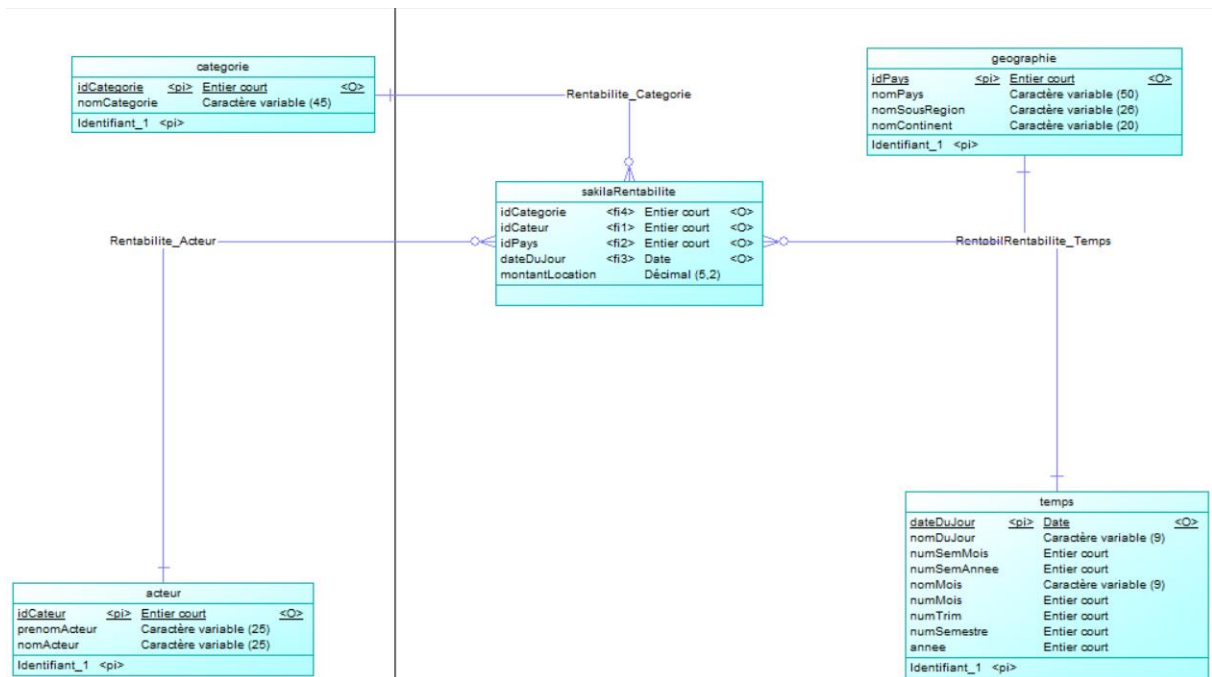 categorie
idCategorie <pi> Entier court <O>
nomCategorie Caractère variable (45)
Identifiant_1 <pi>
geographie
idPays <pi> Entier court <O>
nomPays Caractère variable (50)
nomSousRegion Caractère variable (26)
nomContinent Caractère variable (20)
Identifiant_1 <pi>
Rentabilite_Categorie
sakilaRentabilite
idCategorie <fi4> Entier court <O>
idCateur <fi1> Entier court <O>
idPays <fi2> Entier court <O>
dateDuJour <fi3> Date <O>
montantLocation Décimal (5,2)
Rentabilite_Acteur
RentabilRentabilite_Temps
acteur
idCateur <pi> Entier court <O>
prenomActeur Caractère variable (25)
nomActeur Caractère variable (25)
Identifiant_1 <pi>
temps
dateDuJour <pi> Date <O>
nomDuJour Caractère variable (9)
numSemMois Entier court
numSemAnnee Entier court
nomMois Caractère variable (9)
numMois Entier court
numTrim Entier court
numSemestre Entier court
annee Entier court
Identifiant_1 <pi>